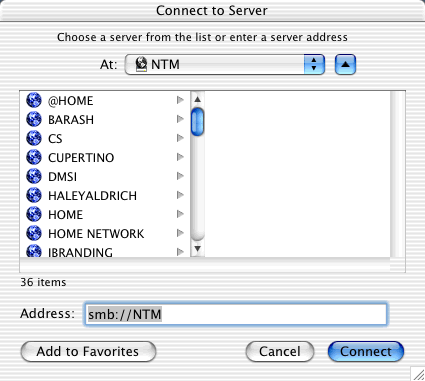 Connect to Server
Choose a server from the list or enter a server address
At: NTM
@HOME
BARASH
CS
CUPERTINO
DMSI
HALEYALDRICH
HOME
HOME NETWORK
IBRANDING
36 items
Address: smb://NTM
Add to Favorites Cancel Connect